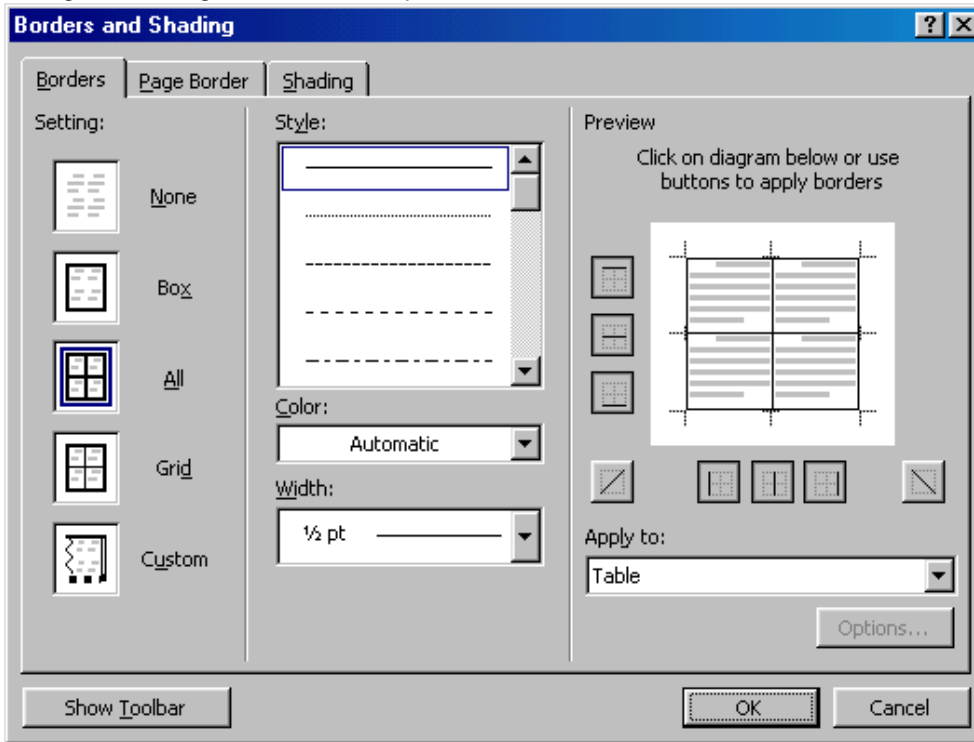 Borders and Shading
Borders
Page Border
Shading
Setting:
None
Box
All
Grid
Custom
Style:
Color:
Automatic
Width:
½ pt
Preview
Click on diagram below or use
buttons to apply borders
Apply to:
Table
Options...
Show Toolbar
OK
Cancel